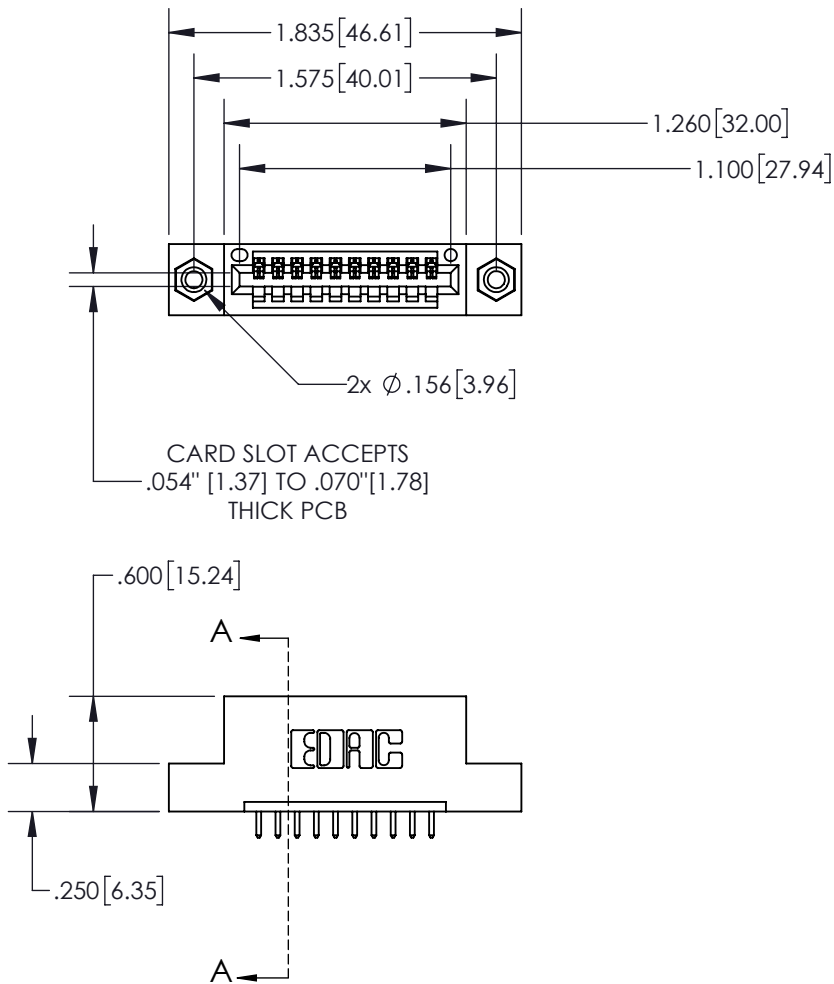 1.835[46.61]
1.575[40.01]
1.260[32.00]
1.100[27.94]
2x ∅.156[3.96]
CARD SLOT ACCEPTS
.054" [1.37] TO .070"[1.78]
THICK PCB
.600[15.24]
A
EDAC
.250[6.35]
A